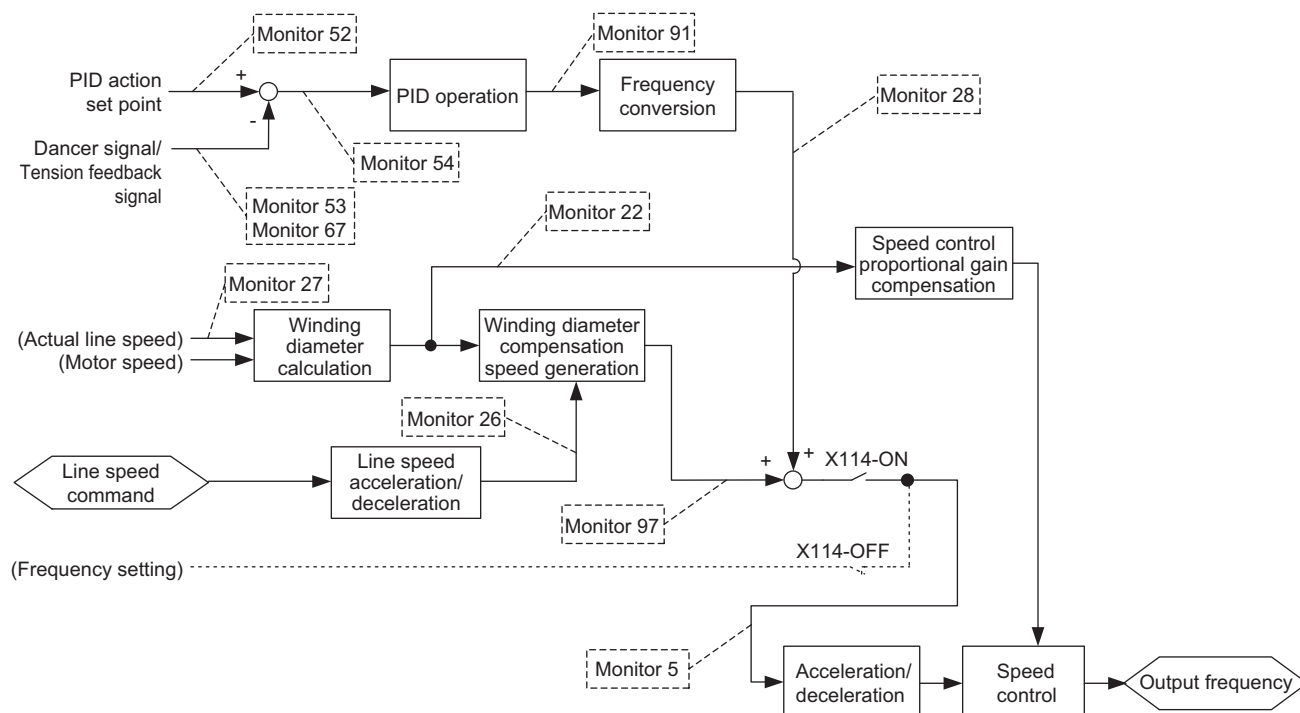 Monitor 52
Monitor 91
PID action
set point
+
-
PID operation
Frequency
conversion
Monitor 28
Dancer signal/
Tension feedback
signal
Monitor 54
Monitor 53
Monitor 67
Monitor 22
Speed control
proportional gain
compensation
Monitor 27
(Actual line speed)
(Motor speed)
Winding
diameter
calculation
Winding diameter
compensation
speed generation
Monitor 26
Line speed
command
Line speed
acceleration/
deceleration
+
+
X114-ON
Monitor 97
X114-OFF
(Frequency setting)
Monitor 5
Acceleration/
deceleration
Speed
control
Output frequency